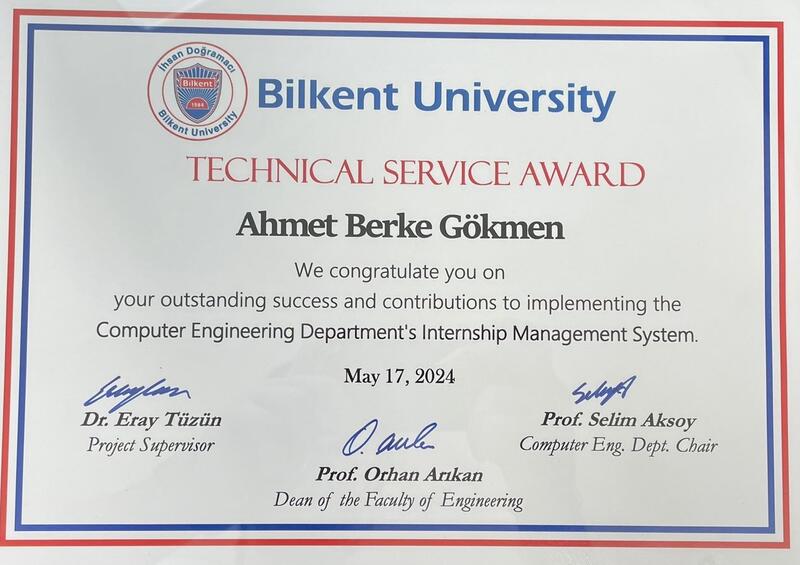 İhsan Doğramacı
Bilkent
1984
Bilkent University
Bilkent University
TECHNICAL SERVICE AWARD
Ahmet Berke Gökmen
We congratulate you on
your outstanding success and contributions to implementing the
Computer Engineering Department's Internship Management System.
May 17, 2024
Dr. Eray Tüzün
Project Supervisor
Prof. Selim Aksoy
Computer Eng. Dept. Chair
Prof. Orhan Arıkan
Dean of the Faculty of Engineering